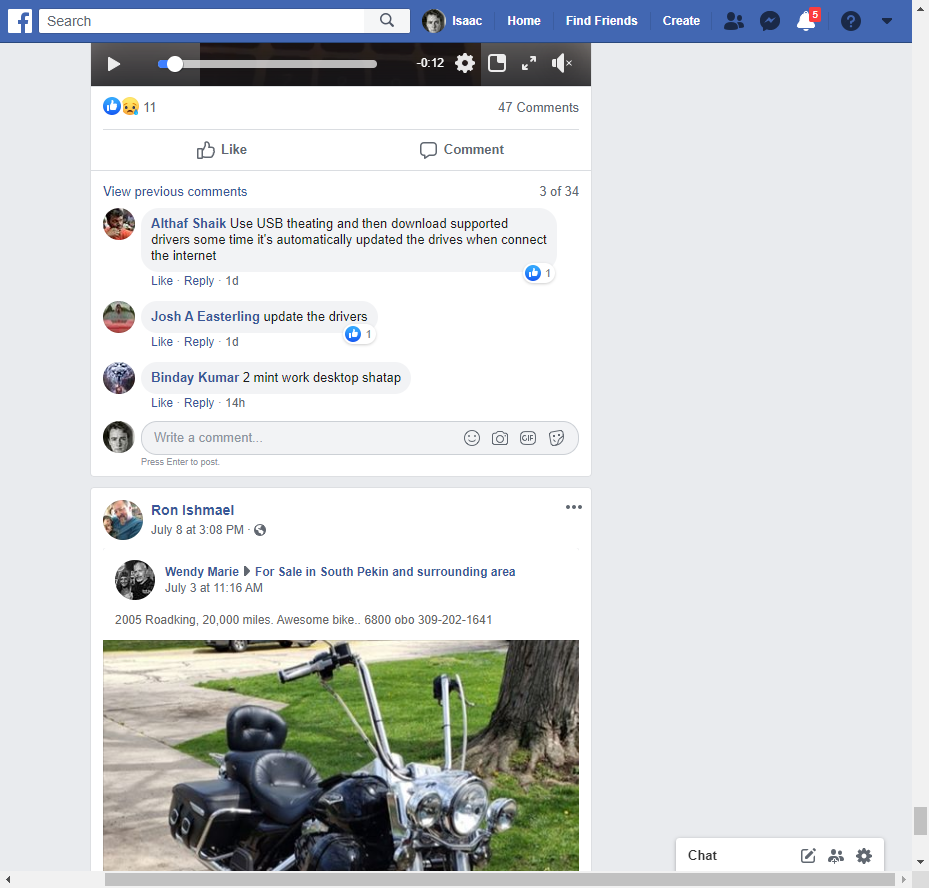 Search
Isaac
Home
Find Friends
Create
5
-0:12
11
47 Comments
Like
Comment
View previous comments
3 of 34
Althaf Shaik Use USB theating and then download supported
drivers some time it's automatically updated the drives when connect
the internet
1
Like · Reply · 1d
Josh A Easterling update the drivers
1
Like · Reply · 1d
Binday Kumar 2 mint work desktop shatap
Like · Reply · 14h
Write a comment...
GIF
Press Enter to post.
Ron Ishmael
July 8 at 3:08 PM ·
Wendy Marie For Sale in South Pekin and surrounding area
July 3 at 11:16 AM
2005 Roadking, 20,000 miles. Awesome bike.. 6800 obo 309-202-1641
Chat